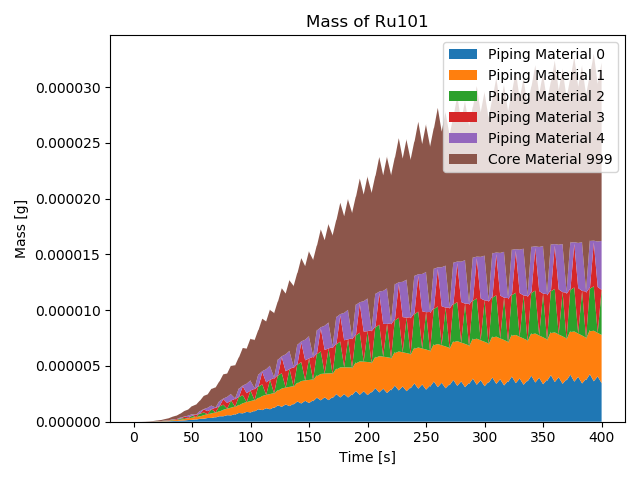 Mass of Ru101
Mass [g]
0.000030
0.000025
0.000020
0.000015
0.000010
0.000005
0.000000
Piping Material 0
Piping Material 1
Piping Material 2
Piping Material 3
Piping Material 4
Core Material 999
0 50 100 150 200 250 300 350 400
Time [s]